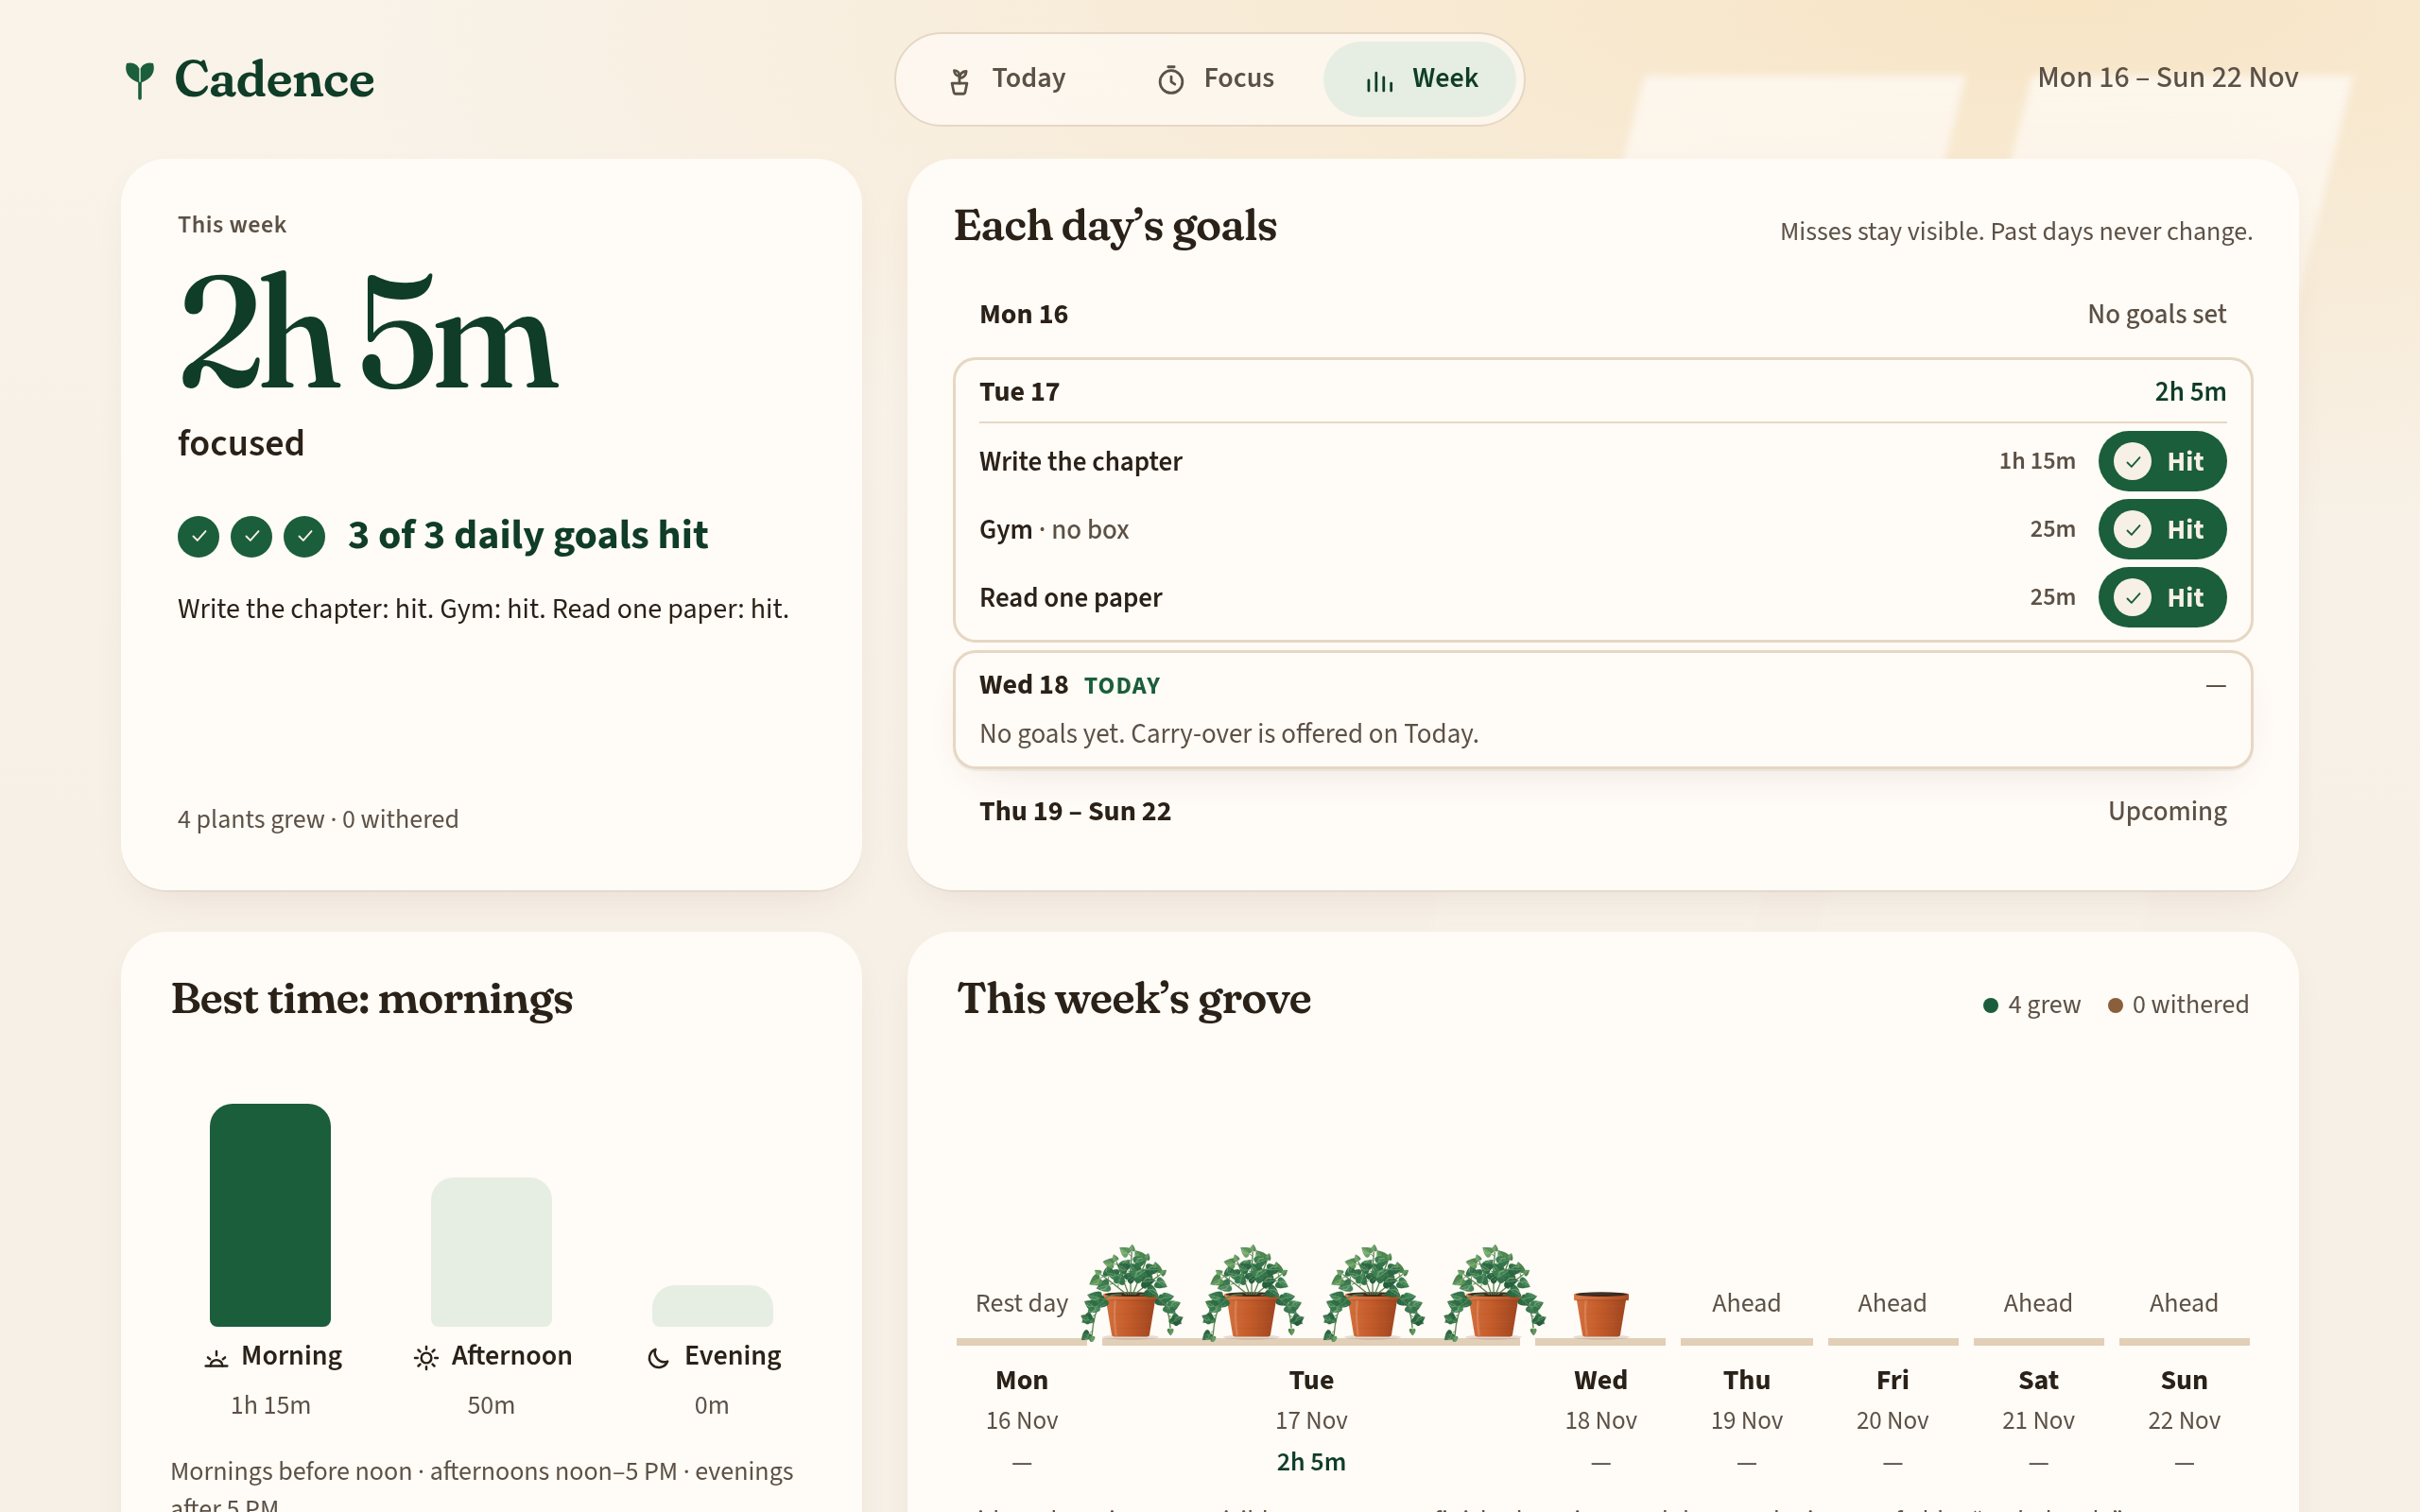 Cadence
Today
Focus
Week
Mon 16 – Sun 22 Nov
This week
2h 5m
focused
3 of 3 daily goals hit
Write the chapter: hit. Gym: hit. Read one paper: hit.
4 plants grew · 0 withered
Each day’s goals
Misses stay visible. Past days never change.
Mon 16
No goals set
Tue 17
2h 5m
Write the chapter
1h 15m
Hit
Gym · no box
25m
Hit
Read one paper
25m
Hit
Wed 18 TODAY
—
No goals yet. Carry-over is offered on Today.
Thu 19 – Sun 22
Upcoming
Best time: mornings
Morning
Afternoon
Evening
1h 15m
50m
0m
Mornings before noon · afternoons noon–5 PM · evenings
after 5 PM
This week’s grove
4 grew
0 withered
Rest day
Ahead
Ahead
Ahead
Ahead
Mon
Tue
Wed
Thu
Fri
Sat
Sun
16 Nov
17 Nov
18 Nov
19 Nov
20 Nov
21 Nov
22 Nov
—
2h 5m
—
—
—
—
—